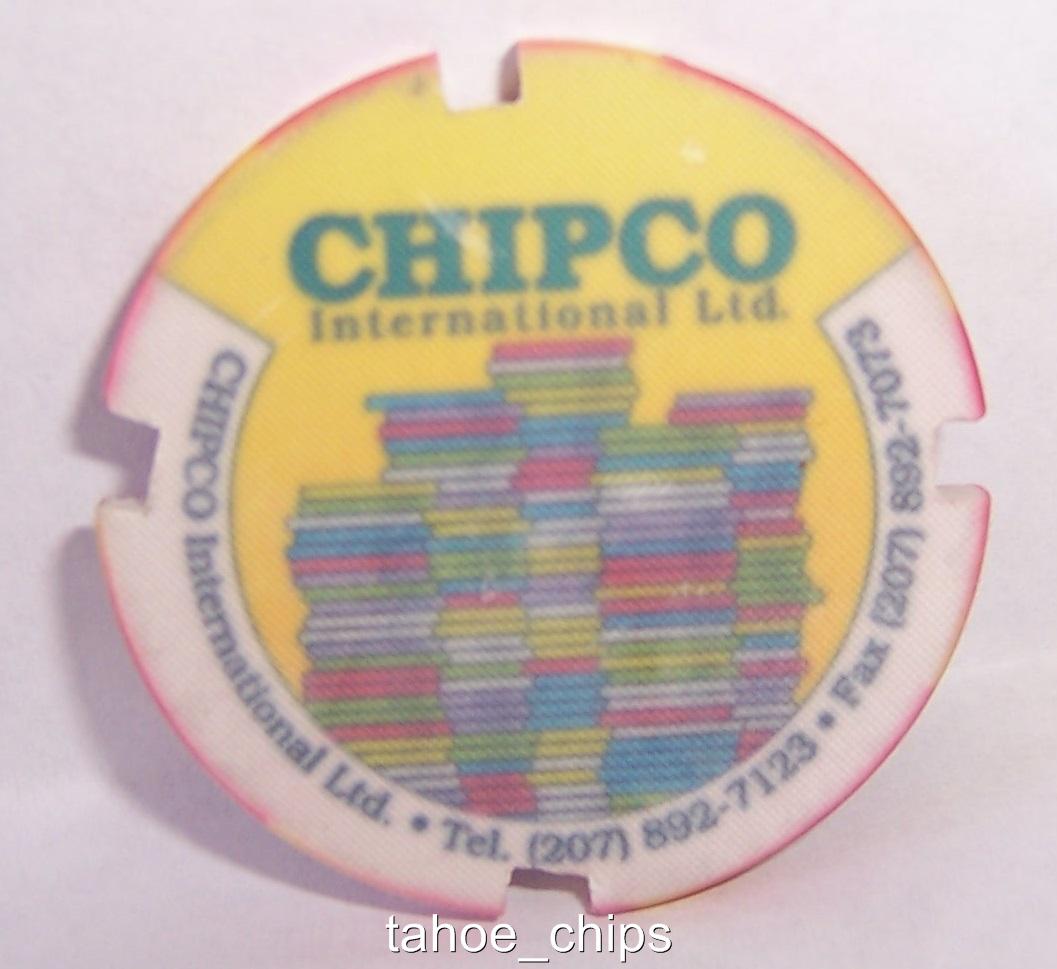 CHIPCO
International Ltd.
CHIPCO International Ltd. • Tel. (207) 892-7123 • Fax (207) 892-7073
tahoe_chips